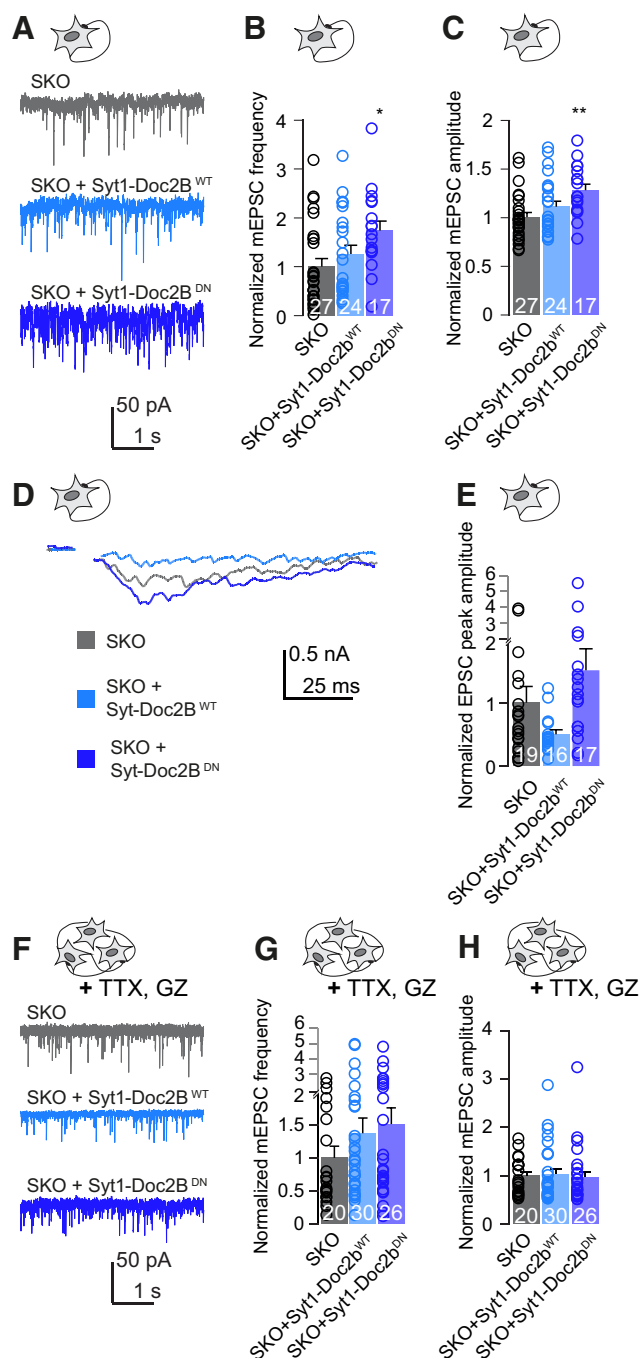 A
SKO
SKO + Syt1-Doc2B WT
SKO + Syt1-Doc2B DN
50 pA
1 s
B
Normalized mEPSC frequency
4
3
2
1
0
*
27 24 17
SKO
SKO+Syt1-Doc2b WT
SKO+Syt1-Doc2b DN
C
Normalized mEPSC amplitude
2
1.5
1
0.5
0
**
27 24 17
SKO
SKO+Syt1-Doc2b WT
SKO+Syt1-Doc2b DN
D
SKO
SKO +
Syt-Doc2B WT
SKO +
Syt-Doc2B DN
0.5 nA
25 ms
E
Normalized EPSC peak amplitude
6
5
4
3
2
1
0
19 16 17
SKO
SKO+Syt1-Doc2b WT
SKO+Syt1-Doc2b DN
F
+ TTX, GZ
SKO
SKO + Syt1-Doc2B WT
SKO + Syt1-Doc2B DN
50 pA
1 s
G
+ TTX, GZ
Normalized mEPSC frequency
6
5
4
3
2
1.5
1
0.5
0
20 30 26
SKO
SKO+Syt1-Doc2b WT
SKO+Syt1-Doc2b DN
H
+ TTX, GZ
Normalized mEPSC amplitude
4
3
2
1
0
20 30 26
SKO
SKO+Syt1-Doc2b WT
SKO+Syt1-Doc2b DN